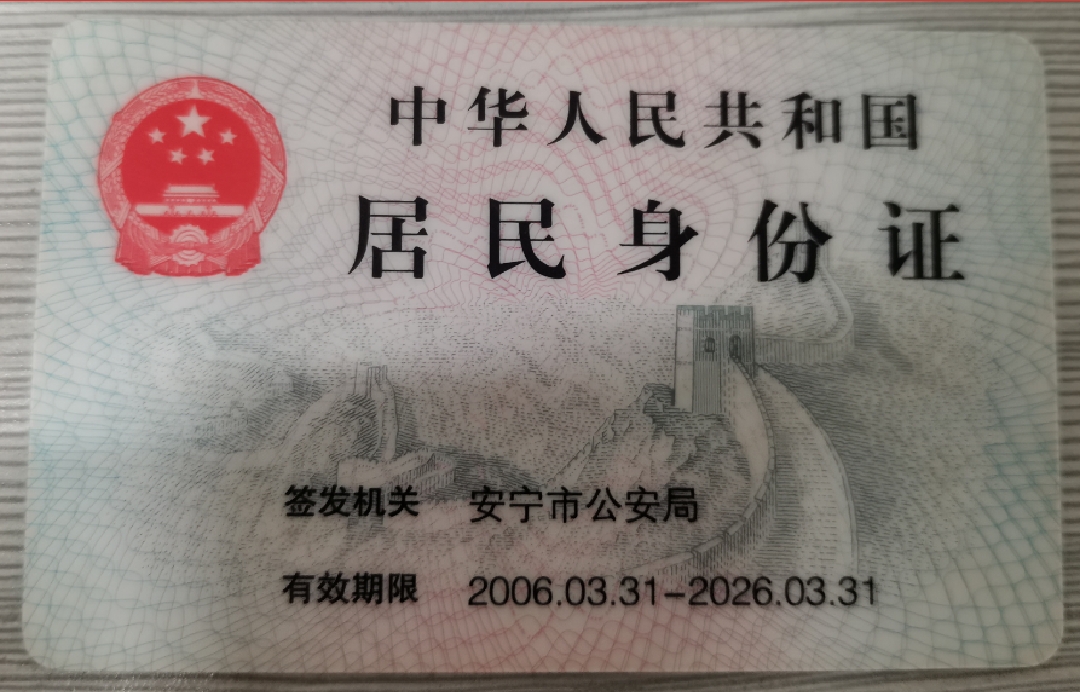 中华人民共和国
居民身份证
签发机关 安宁市公安局
有效期限 2006.03.31-2026.03.31